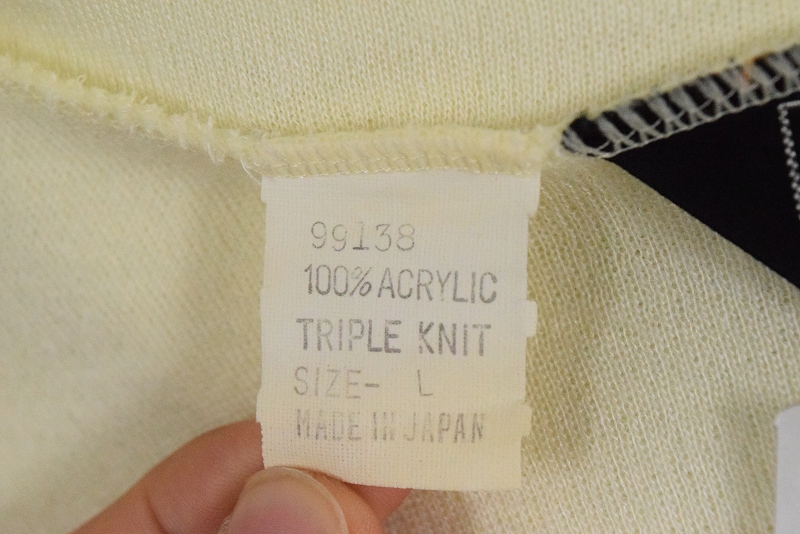 99138
100% ACRYLIC
TRIPLE KNIT
SIZE- L
MADE IN JAPAN